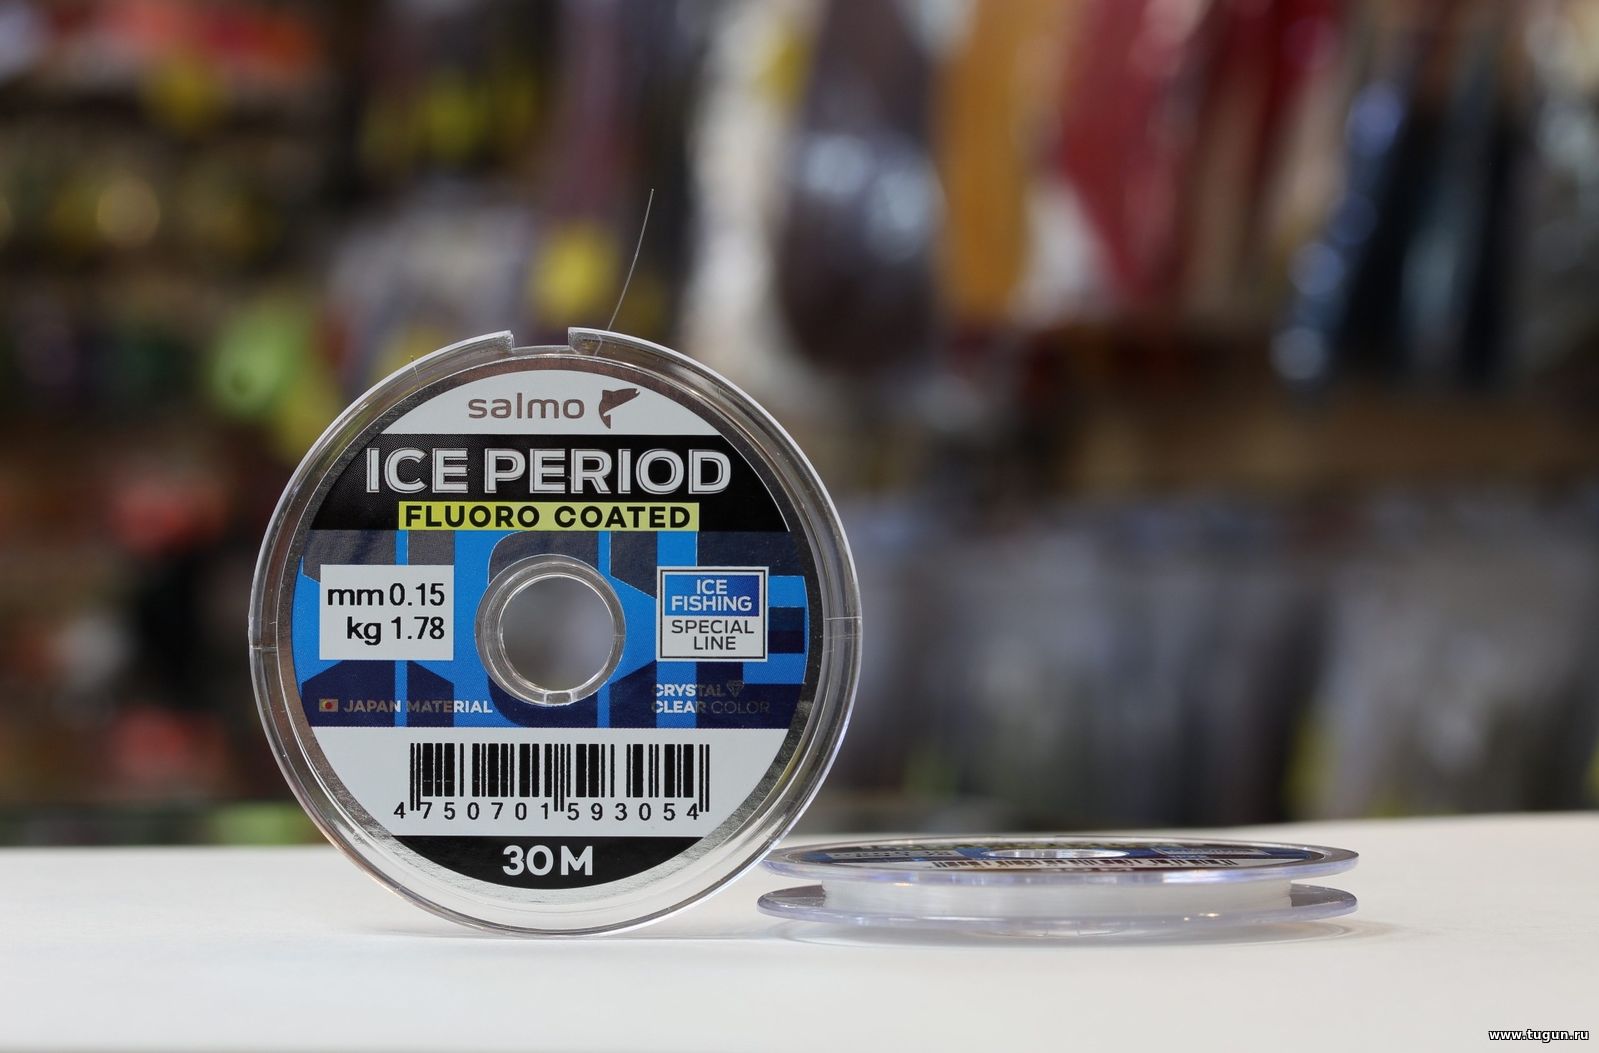 salmo
ICE PERIOD
FLUORO COATED
mm 0.15
kg 1.78
ICE
FISHING
SPECIAL
LINE
JAPAN MATERIAL
CRYSTAL
CLEAR COLOR
4 750701 593054
30 M
www.tugun.ru